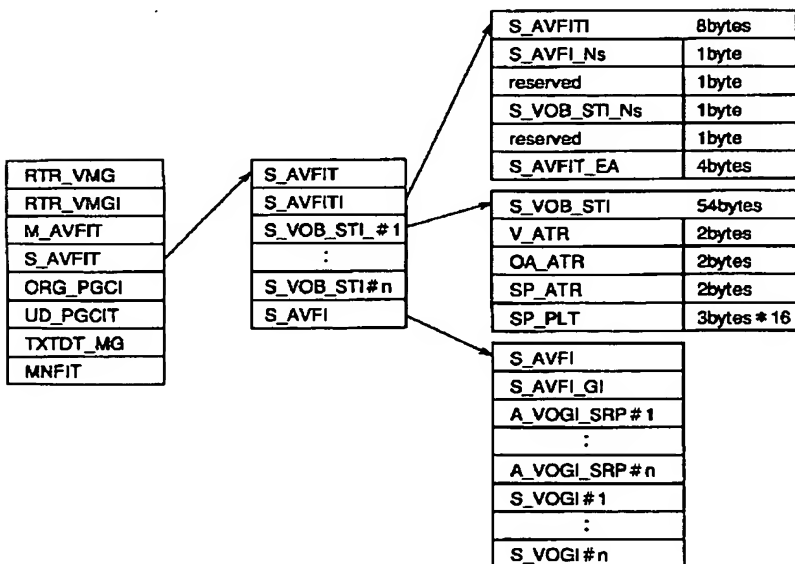 RTR_VMG
RTR_VMGI
M_AVFIT
S_AVFIT
ORG_PGCI
UD_PGCIT
TXTDT_MG
MNFIT
S_AVFIT
S_AVFITI
S_VOB_STI_#1
:
S_VOB_STI#n
S_AVFI
S_AVFITI 8bytes
S_AVFI_Ns 1byte
reserved 1byte
S_VOB_STI_Ns 1byte
reserved 1byte
S_AVFIT_EA 4bytes
S_VOB_STI 54bytes
V_ATR 2bytes
OA_ATR 2bytes
SP_ATR 2bytes
SP_PLT 3bytes*16
S_AVFI
S_AVFI_GI
A_VOGI_SRP#1
:
A_VOGI_SRP#n
S_VOGI#1
:
S_VOGI#n